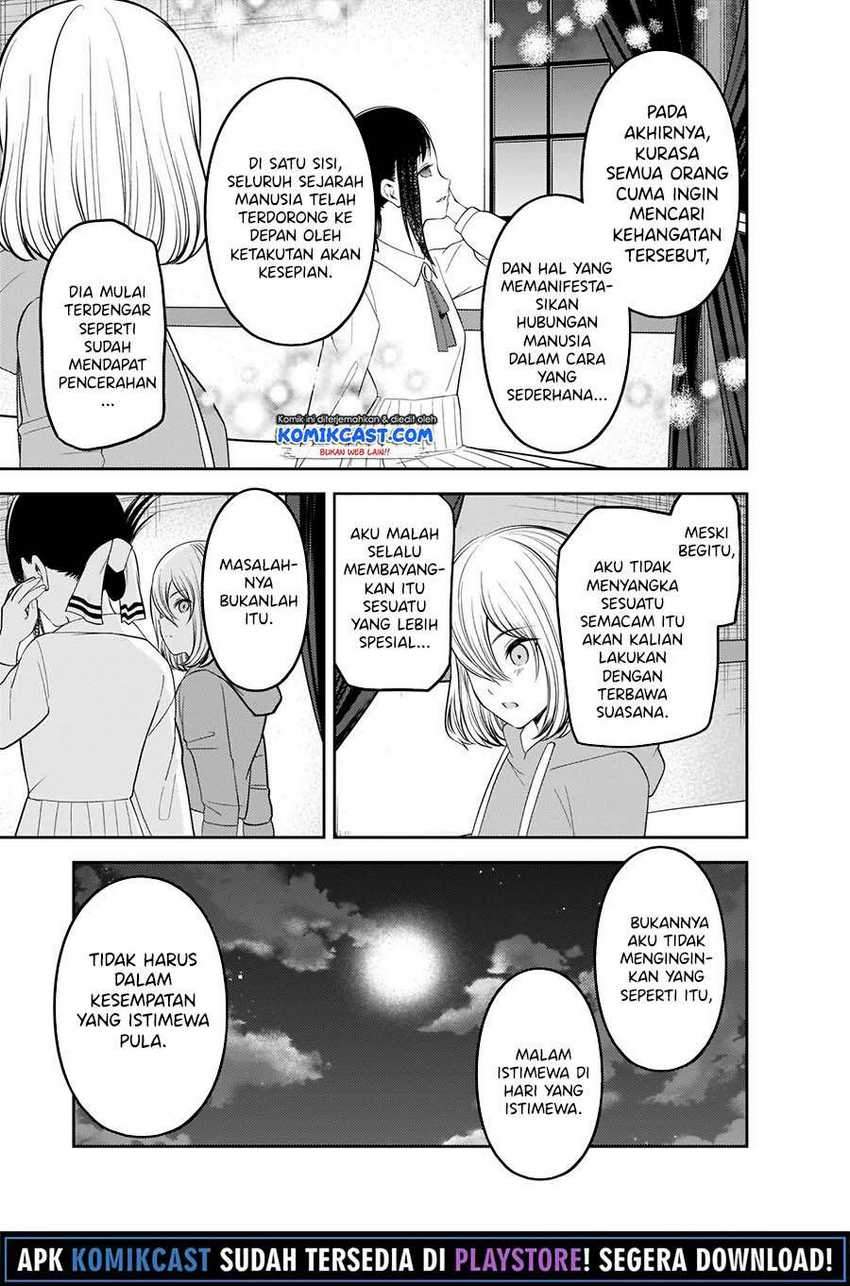 PADA
AKHIRNYA,
KURASA
SEMUA ORANG
CUMA INGIN
MENCARI
KEHANGATAN
TERSEBUT,
DAN HAL YANG
MEMANIFESTA-
SIKAN
HUBUNGAN
MANUSIA
DALAM CARA
YANG
SEDERHANA...
DI SATU SISI,
SELURUH SEJARAH
MANUSIA TELAH
TERDORONG KE
DEPAN OLEH
KETAKUTAN AKAN
KESEPIAN.
DIA MULAI
TERDENGAR
SEPERTI
SUDAH
MENDAPAT
PENCERAHAN
...
Komik ini diterjemahkan & diedit oleh
KOMIKCAST.COM
BUKAN WEB LAIN!!
MESKI
BEGITU,
AKU TIDAK
MENYANGKA
SESUATU
SEMACAM ITU
AKAN KALIAN
LAKUKAN
DENGAN
TERBAWA
SUASANA.
AKU MALAH
SELALU
MEMBAYANG-
KAN ITU
SESUATU
YANG LEBIH
SPESIAL...
MASALAH-
NYA
BUKANLAH
ITU.
BUKANNYA
AKU TIDAK
MENGINGIN-
KAN YANG
SEPERTI ITU,
MALAM
ISTIMEWA DI
HARI YANG
ISTIMEWA.
TIDAK HARUS
DALAM
KESEMPATAN
YANG ISTIMEWA
PULA.
APK KOMIKCAST SUDAH TERSEDIA DI PLAYSTORE! SEGERA DOWNLOAD!